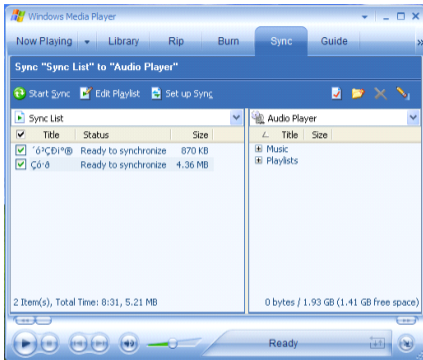 Windows Media Player
Now Playing Library Rip Burn Sync Guide »
Sync "Sync List" to "Audio Player"
Start Sync Edit Playlist Set up Sync
Sync List Audio Player
Title Status Size Title Size
´ó³ÇÐ¡°® Ready to synchronize 870 KB Music
Çó·ð Ready to synchronize 4.36 MB Playlists
2 Item(s), Total Time: 8:31, 5.21 MB 0 bytes / 1.93 GB (1.41 GB free space)
Ready